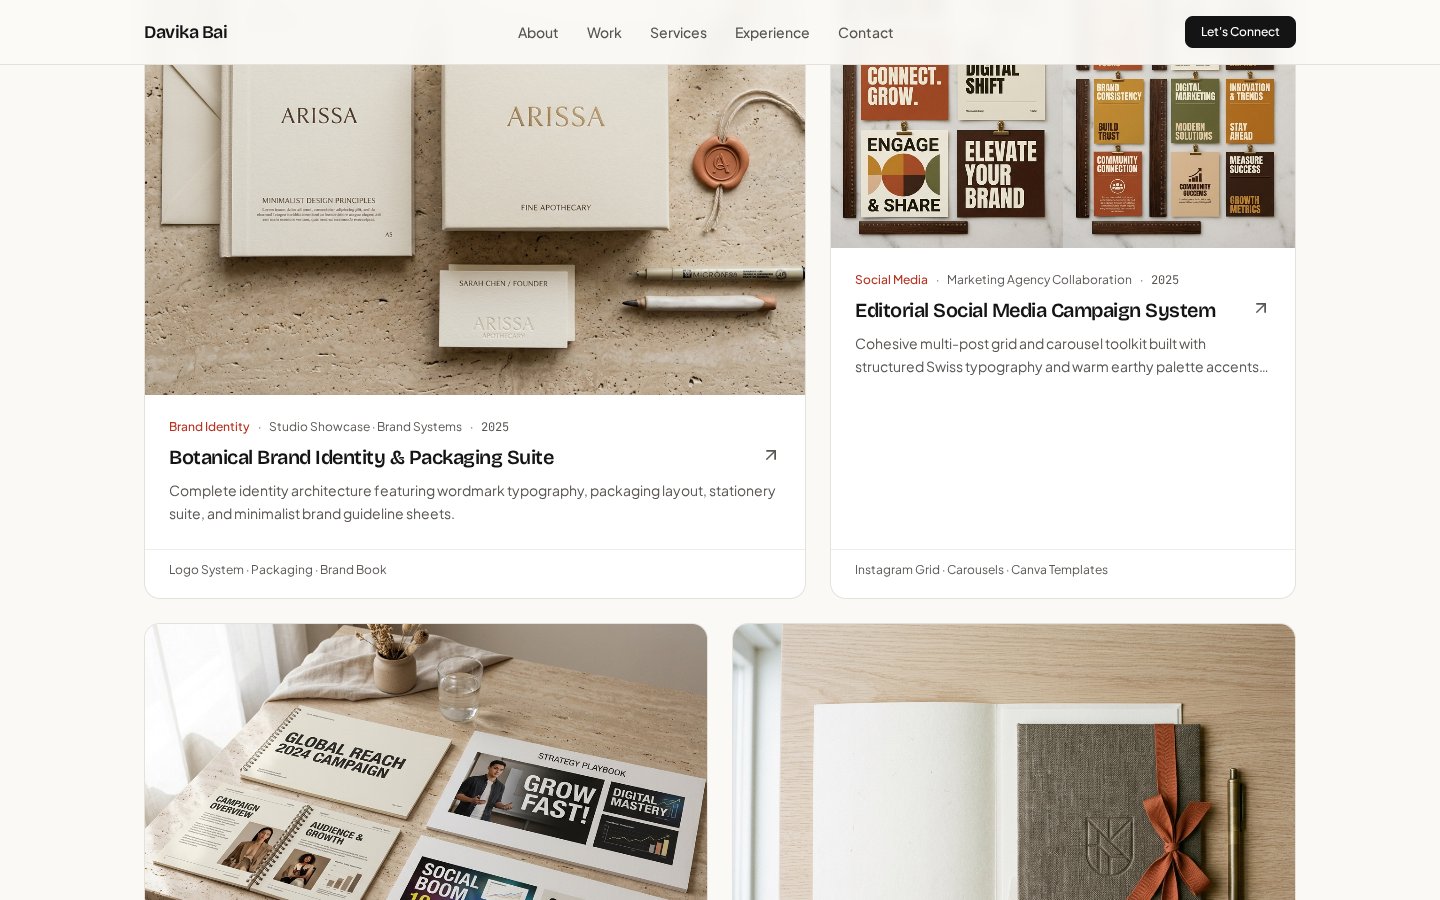 Davika Bai
About
Work
Services
Experience
Contact
Let's Connect
ARISSA
MINIMALIST DESIGN PRINCIPLES
ARISSA
FINE APOTHECARY
SARAH CHEN / FOUNDER
ARISSA
APOTHECARY
CONNECT.
GROW.
DIGITAL
SHIFT
ENGAGE
& SHARE
ELEVATE
YOUR
BRAND
BRAND
CONSISTENCY
BUILD
TRUST
DIGITAL
MARKETING
MODERN
SOLUTIONS
INNOVATION
& TRENDS
STAY
AHEAD
COMMUNITY
CONNECTION
COMMUNITY
MEASURE
SUCCESS
GROWTH
METRICS
Brand Identity · Studio Showcase · Brand Systems · 2025
Botanical Brand Identity & Packaging Suite
Complete identity architecture featuring wordmark typography, packaging layout, stationery
suite, and minimalist brand guideline sheets.
Logo System · Packaging · Brand Book
Social Media · Marketing Agency Collaboration · 2025
Editorial Social Media Campaign System
Cohesive multi-post grid and carousel toolkit built with
structured Swiss typography and warm earthy palette accents…
Instagram Grid · Carousels · Canva Templates
GLOBAL REACH
2024 CAMPAIGN
CAMPAIGN
OVERVIEW
AUDIENCE &
GROWTH
STRATEGY PLAYBOOK
GROW
FAST!
DIGITAL
MASTERY
SOCIAL
BOOM